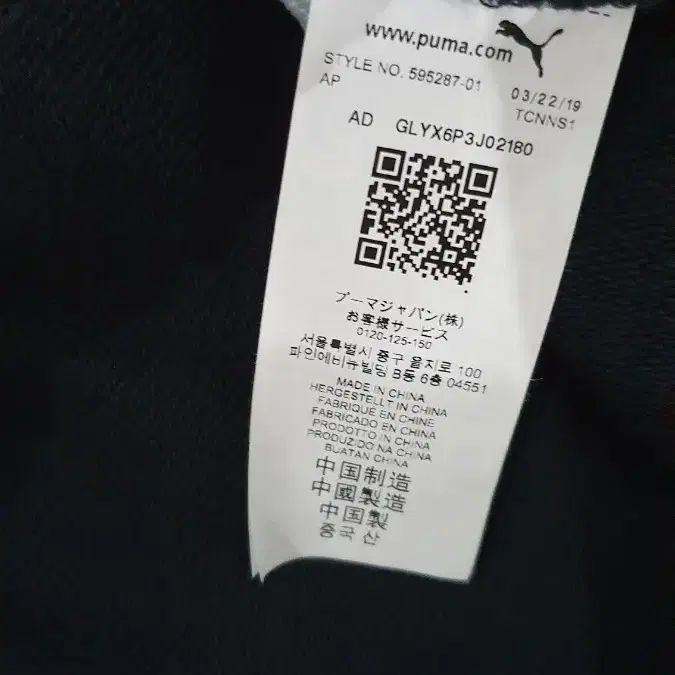 www.puma.com
STYLE NO. 595287-01 03/22/19
AP TCNNS1
AD GLYX6P3J02180
プーマジャパン(株)
お客様サービス
0120-125-150
서울특별시 중구 을지로 100
파인에비뉴빌딩 B동 6층 04551
MADE IN CHINA
HERGESTELLT IN CHINA
FABRIQUÉ EN CHINE
FABRICADO EN CHINA
PRODOTTO IN CHINA
PRODUZIDO NA CHINA
BUATAN CHINA
中国制造
中國製造
中国製
중국 산